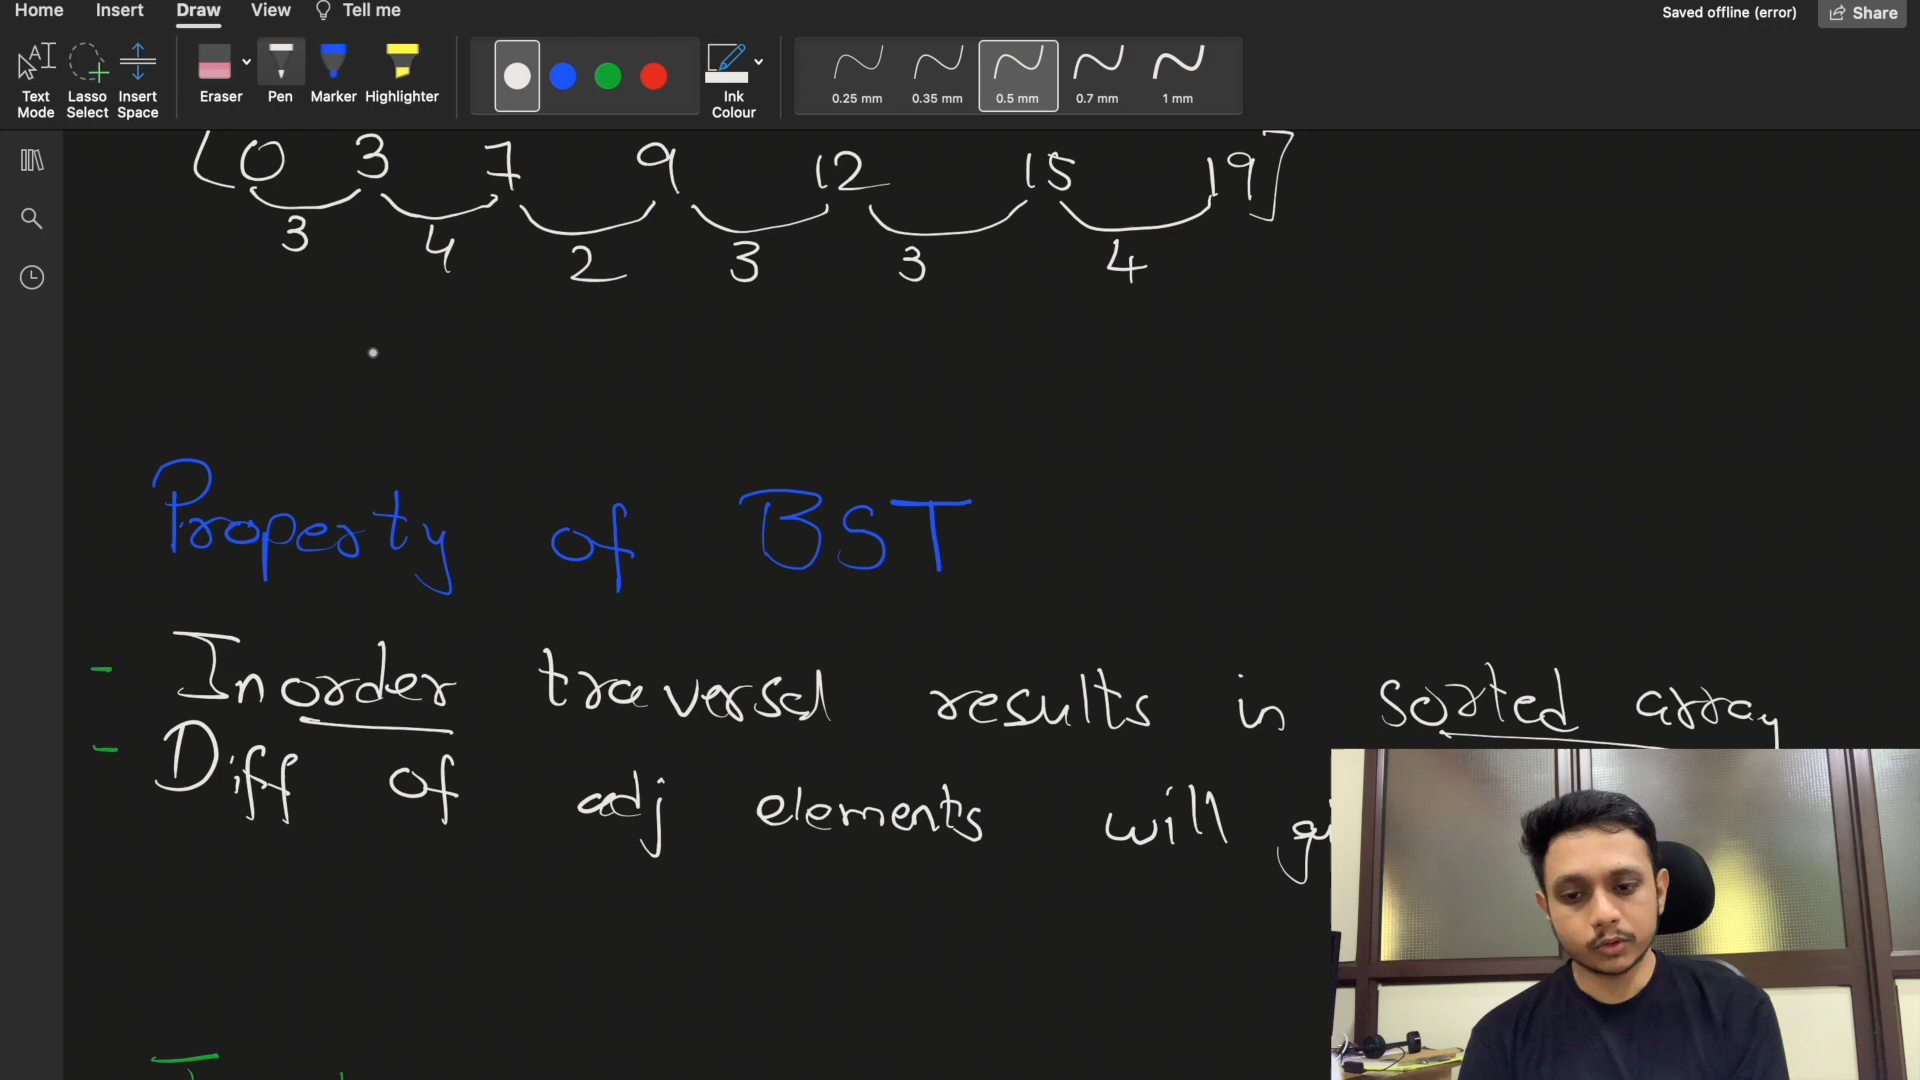 Home Insert Draw View Tell me Saved offline (error) Share
Text Mode Lasso Select Insert Space Eraser Pen Marker Highlighter Ink Colour 0.25 mm 0.35 mm 0.5 mm 0.7 mm 1 mm
[0 3 7 9 12 15 19]
3 4 2 3 3 4
Property of BST
- Inorder traversal results in sorted array
- Diff of adj elements will